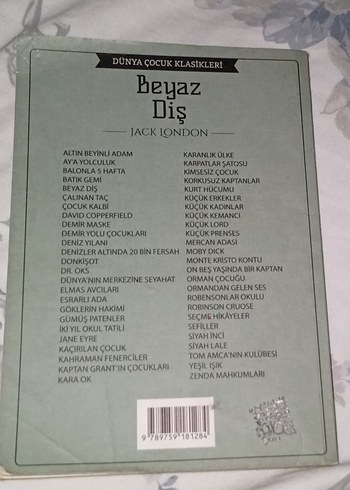 DÜNYA ÇOCUK KLASİKLERİ
Beyaz
Diş
JACK LONDON
ALTIN BEYİNLİ ADAM
AY'A YOLCULUK
BALONLA 5 HAFTA
BATIK GEMİ
BEYAZ DİŞ
ÇALINAN TAÇ
ÇOCUK KALBİ
DAVID COPPERFIELD
DEMİR MASKE
DEMİR YOLU ÇOCUKLARI
DENİZ YILANI
DENİZLER ALTINDA 20 BİN FERSAH
DONKİŞOT
DR. OKS
DÜNYA'NIN MERKEZİNE SEYAHAT
ELMAS AVCILARI
ESRARLI ADA
GÖKLERİN HAKİMİ
GÜMÜŞ PATENLER
İKİ YIL OKUL TATİLİ
JANE EYRE
KAÇIRILAN ÇOCUK
KAHRAMAN FENERCİLER
KAPTAN GRANT'IN ÇOCUKLARI
KARA OK
KARANLIK ÜLKE
KARPATLAR ŞATOSU
KİMSESİZ ÇOCUK
KORKUSUZ KAPTANLAR
KURT HÜCUMU
KÜÇÜK ERKEKLER
KÜÇÜK KADINLAR
KÜÇÜK KEMANCI
KÜÇÜK LORD
KÜÇÜK PRENSES
MERCAN ADASI
MOBY DICK
MONTE KRİSTO KONTU
ON BEŞ YAŞINDA BİR KAPTAN
ORMAN ÇOCUĞU
ORMANDAN GELEN SES
ROBENSONLAR OKULU
ROBINSON CRUOSE
SEÇME HİKÂYELER
SEFİLLER
SİYAH İNCİ
SİYAH LALE
TOM AMCA'NIN KULÜBESİ
YEŞİL IŞIK
ZENDA MAHKUMLARI
9 789759 181284